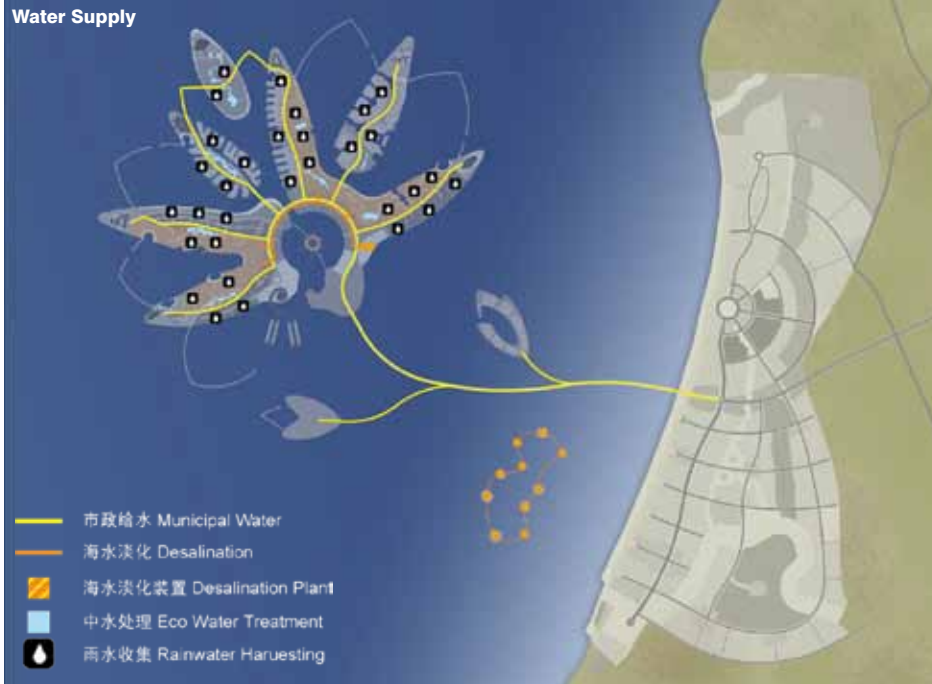 Water Supply
市政给水 Municipal Water
海水淡化 Desalination
海水淡化装置 Desalination Plant
中水处理 Eco Water Treatment
雨水收集 Rainwater Haruesting